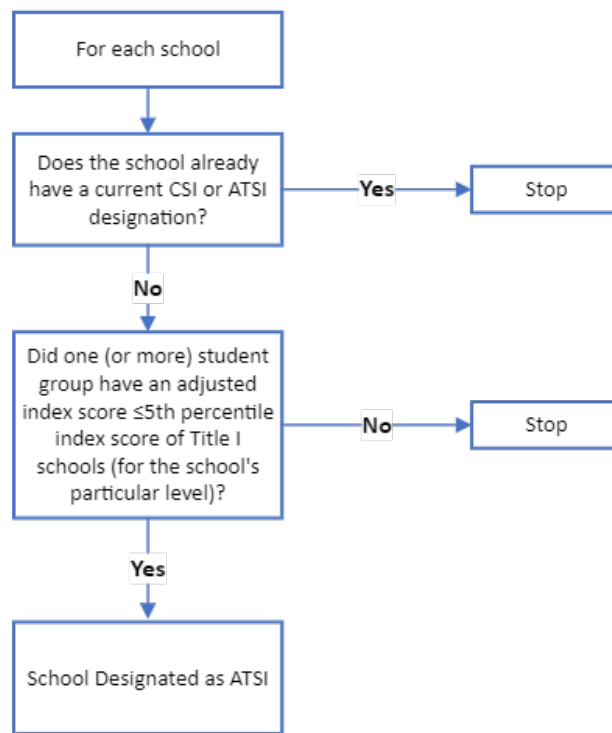 For each school
Does the school already
have a current CSI or ATSI
designation?
Yes
Stop
No
Did one (or more) student
group have an adjusted
index score ≤5th percentile
index score of Title I
schools (for the school's
particular level)?
No
Stop
Yes
School Designated as ATSI